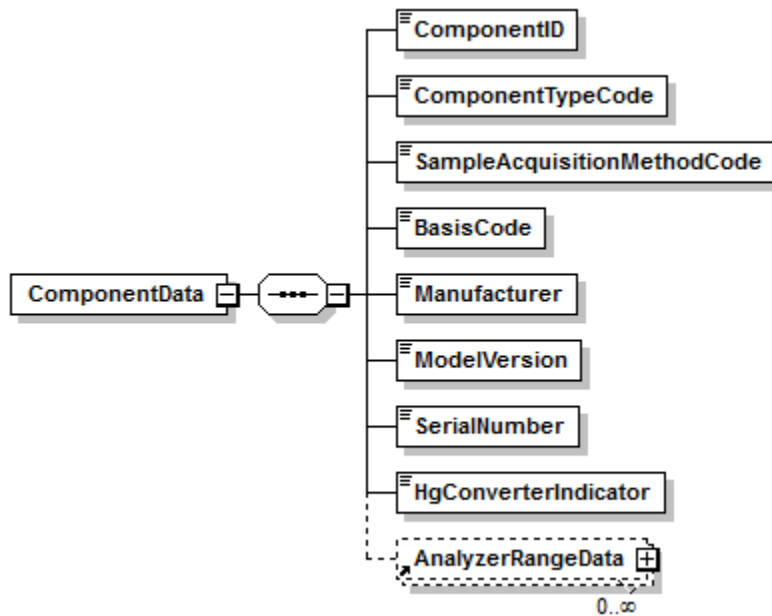 ComponentID
ComponentTypeCode
SampleAcquisitionMethodCode
BasisCode
ComponentData
Manufacturer
ModelVersion
SerialNumber
HgConverterIndicator
AnalyzerRangeData
0..∞